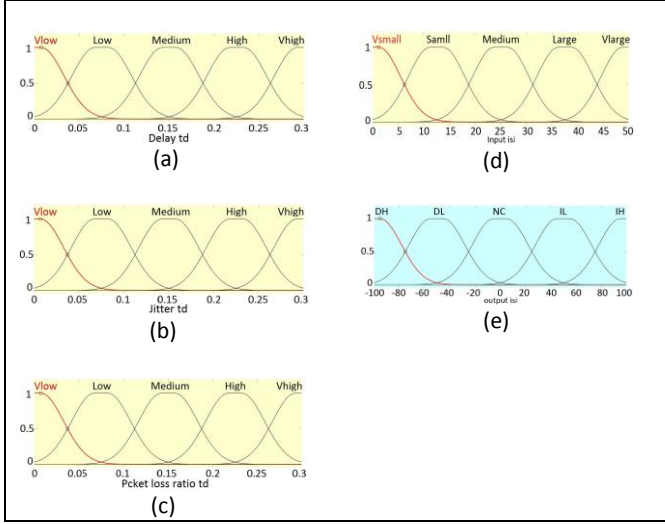 Vlow Low Medium High Vhigh
1
0.5
0
0 0.05 0.1 0.15 0.2 0.25 0.3
Delay td
(a)
Vsmall Samll Medium Large Vlarge
1
0.5
0
0 5 10 15 20 25 30 35 40 45 50
Input isi
(d)
Vlow Low Medium High Vhigh
1
0.5
0
0 0.05 0.1 0.15 0.2 0.25 0.3
Jitter td
(b)
DH DL NC IL IH
1
0.5
0
-100 -80 -60 -40 -20 0 20 40 60 80 100
output isi
(e)
Vlow Low Medium High Vhigh
1
0.5
0
0 0.05 0.1 0.15 0.2 0.25 0.3
Pcket loss ratio td
(c)